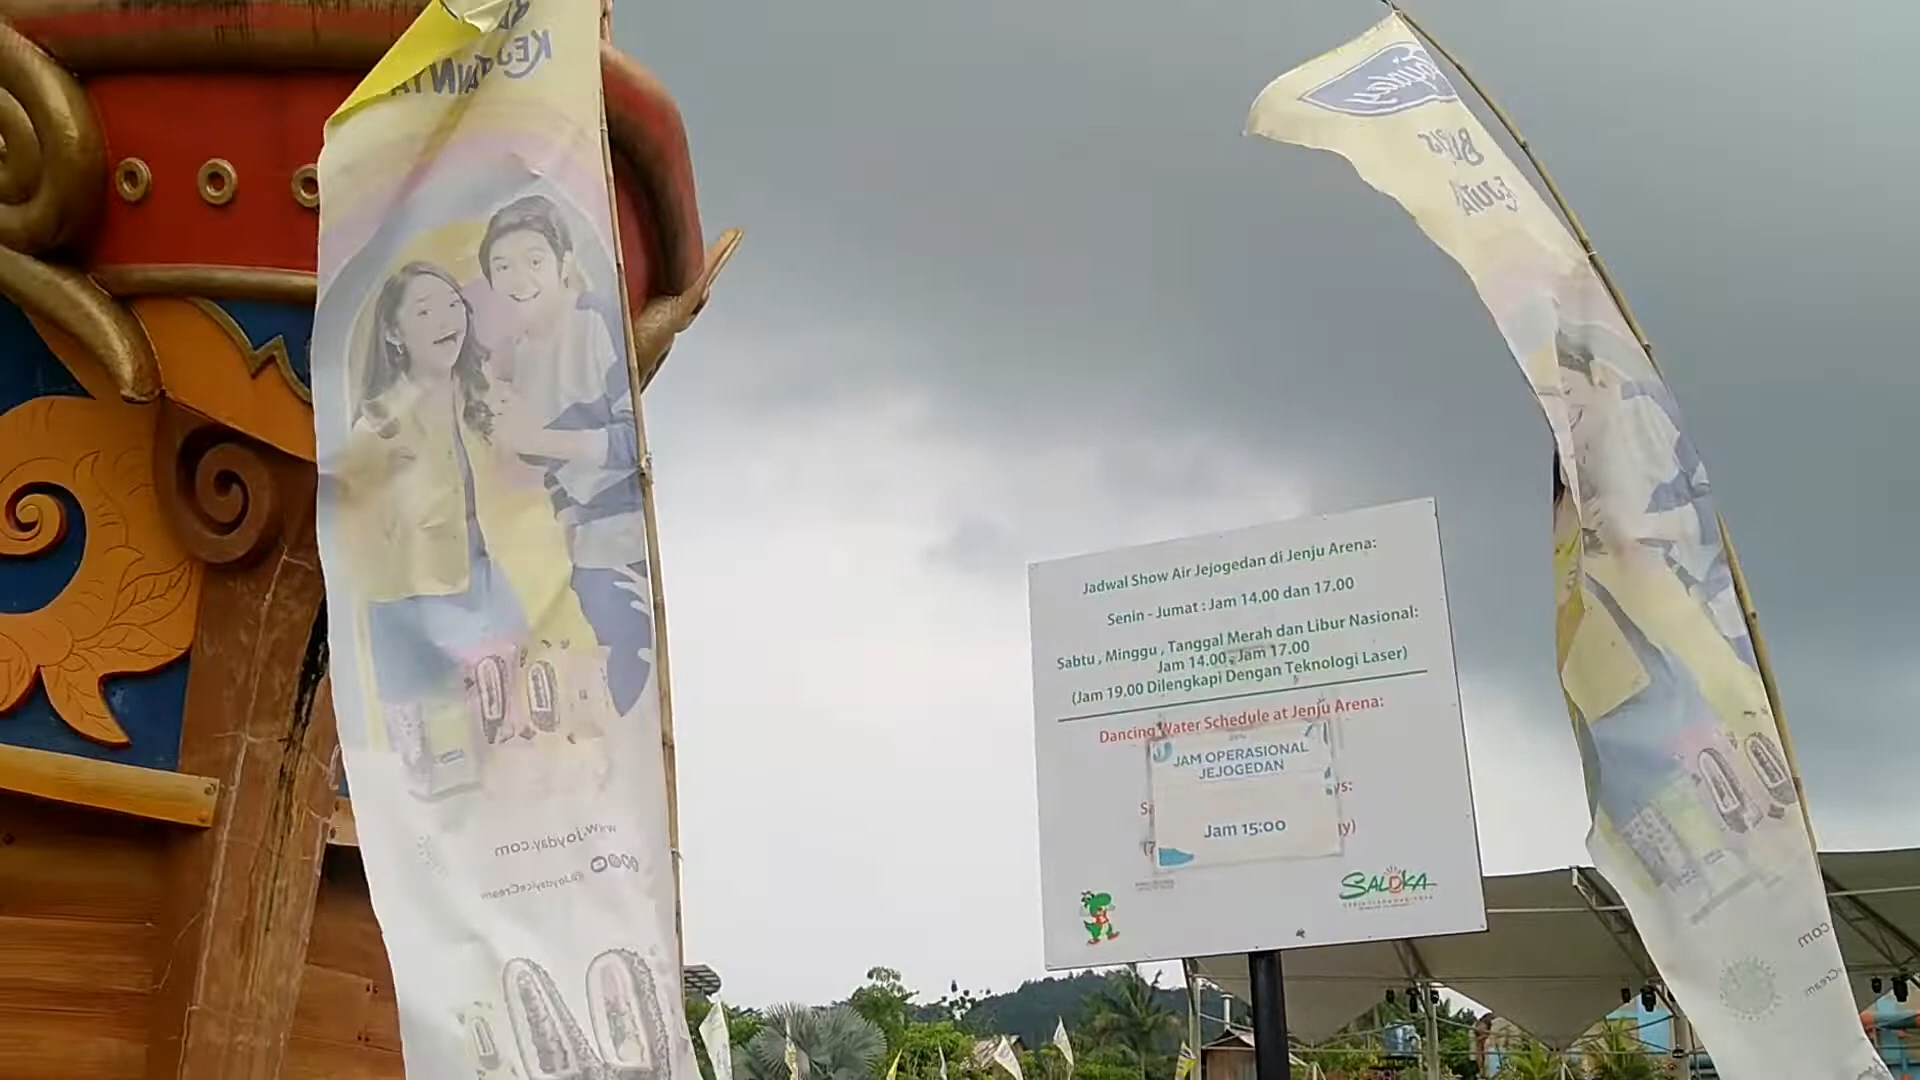 KEJUTANNYA
www.joyday.com
@JoydayIceCream
Joyday
Jadwal Show Air Jejogedan di Jenju Arena:
Senin - Jumat : Jam 14.00 dan 17.00
Sabtu , Minggu , Tanggal Merah dan Libur Nasional:
Jam 14.00 - Jam 17.00
(Jam 19.00 Dilengkapi Dengan Teknologi Laser)
Dancing Water Schedule at Jenju Arena:
JAM OPERASIONAL
JEJOGEDAN
Jam 15:00
SALOKA